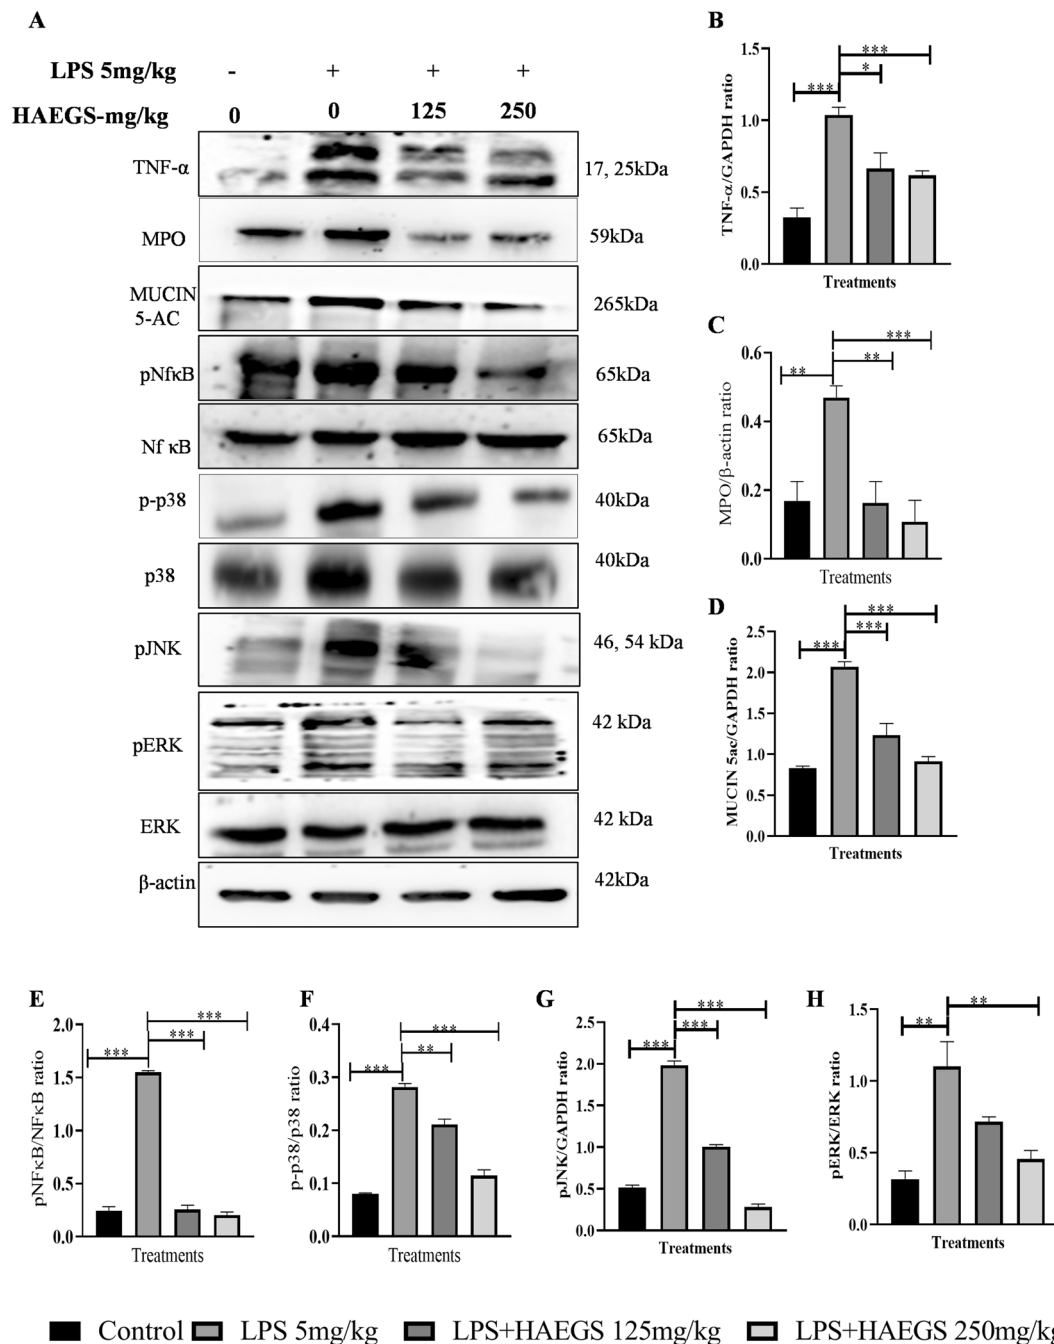 A
LPS 5mg/kg - + + +
HAEGS-mg/kg 0 0 125 250
TNF-α 17, 25kDa
MPO 59kDa
MUCIN
5-AC 265kDa
pNfκB 65kDa
Nf κB 65kDa
p-p38 40kDa
p38 40kDa
pJNK 46, 54 kDa
pERK 42 kDa
ERK 42 kDa
β-actin 42kDa
B
TNF-α/GAPDH ratio
1.5
1.0
0.5
0.0
***
*
***
Treatments
C
MPO/β-actin ratio
0.6
0.4
0.2
0.0
***
**
**
Treatments
D
MUCIN 5ac/GAPDH ratio
2.5
2.0
1.5
1.0
0.5
0.0
***
***
***
Treatments
E
pNFκB/NFκB ratio
2.0
1.5
1.0
0.5
0.0
***
***
***
Treatments
F
p-p38/p38 ratio
0.4
0.3
0.2
0.1
0.0
***
**
***
Treatments
G
pJNK/GAPDH ratio
2.5
2.0
1.5
1.0
0.5
0.0
***
***
***
Treatments
H
pERK/ERK ratio
1.5
1.0
0.5
0.0
**
**
Treatments
Control LPS 5mg/kg LPS+HAEGS 125mg/kg LPS+HAEGS 250mg/kg